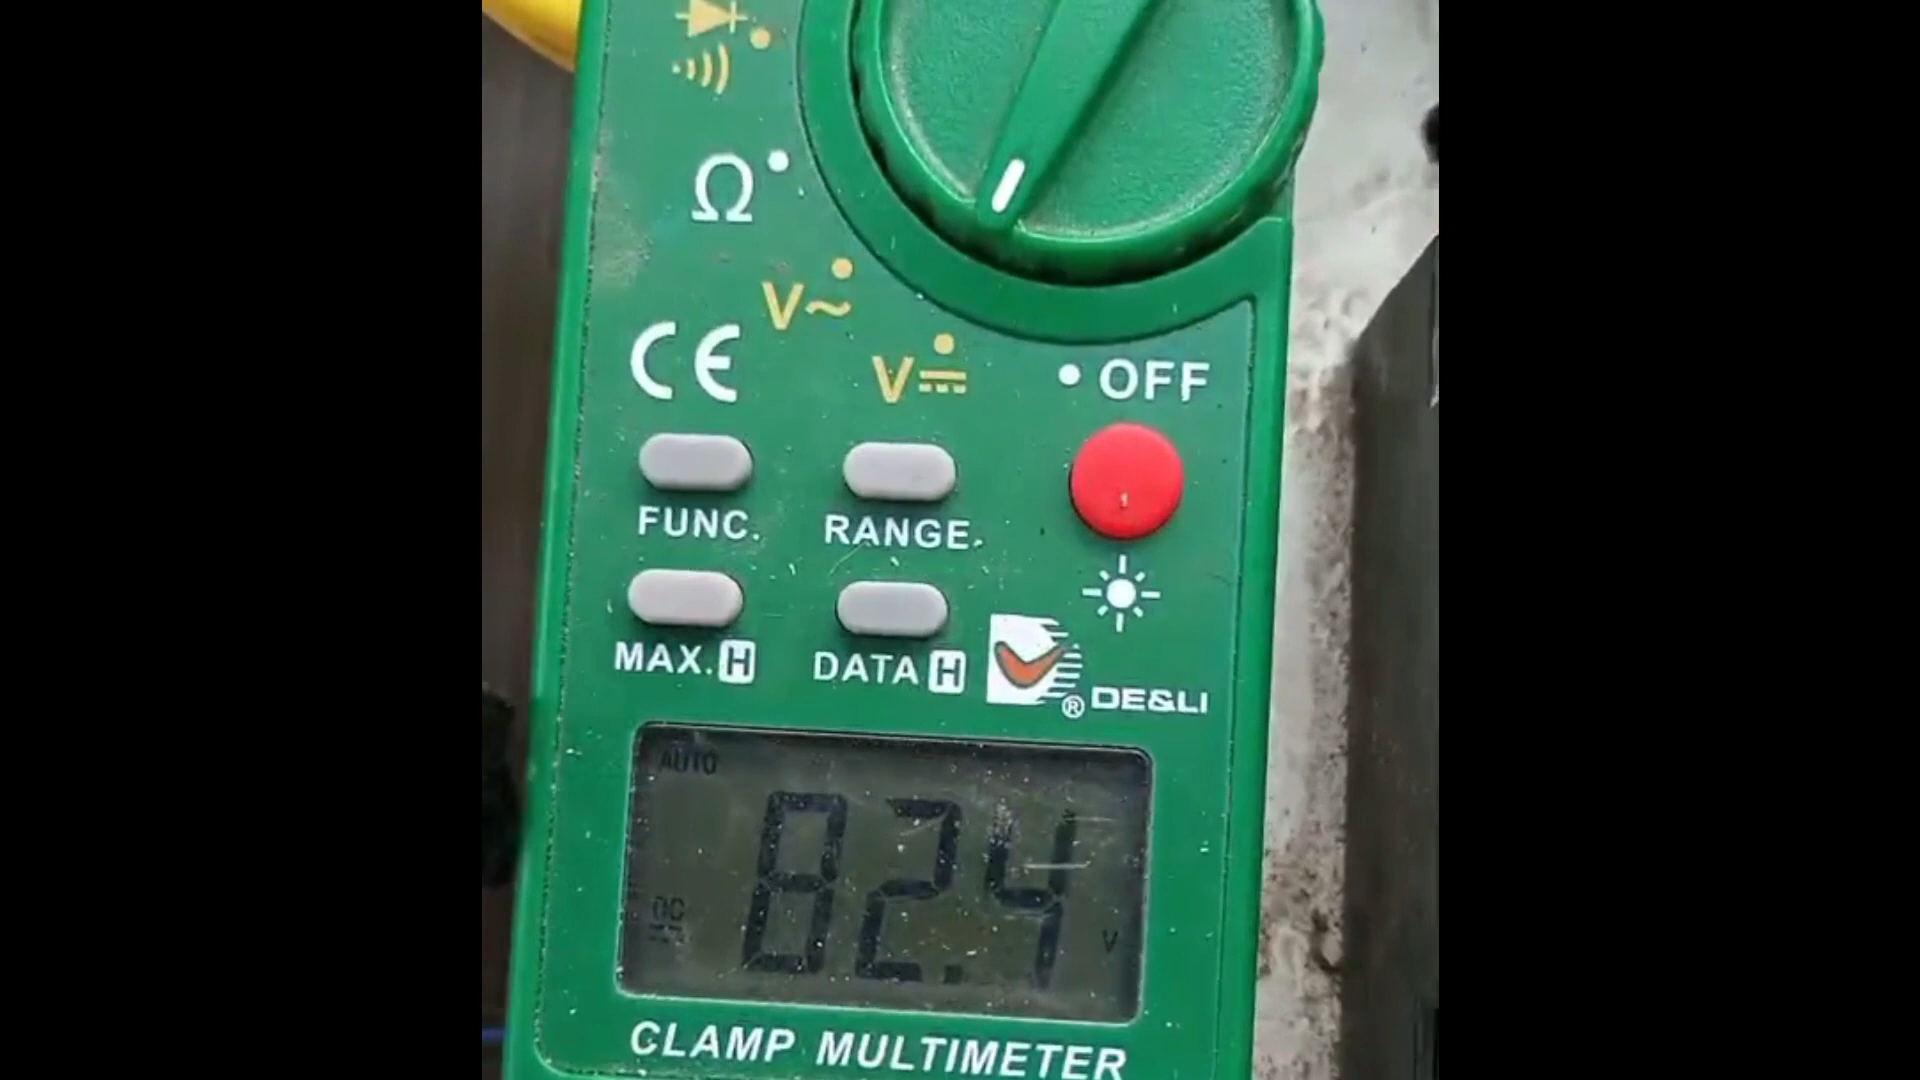 Ω
V~
V⎓
CE
• OFF
FUNC.
RANGE.
MAX. H
DATA H
® DE&LI
AUTO
82.4
DC
V
CLAMP MULTIMETER